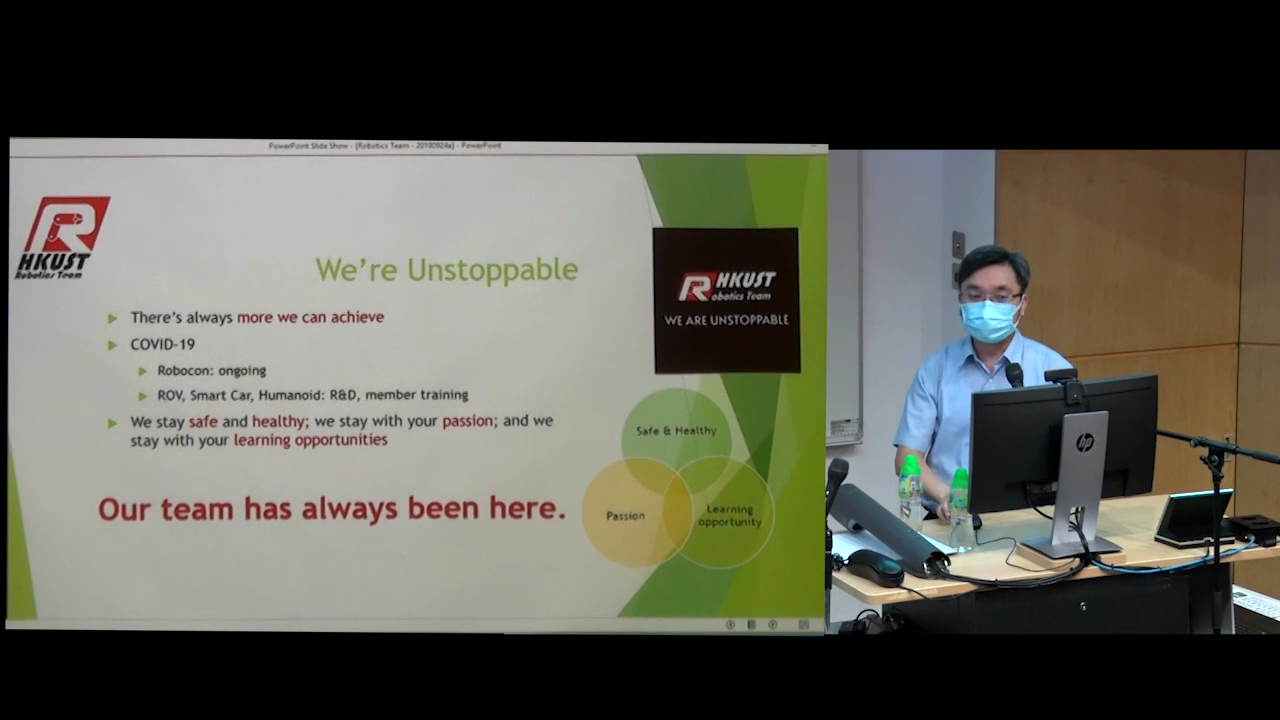 PowerPoint Slide Show - [Robotics Team - 20190924a] - PowerPoint
R
HKUST
Robotics Team
We're Unstoppable
There's always more we can achieve
COVID-19
Robocon: ongoing
ROV, Smart Car, Humanoid: R&D, member training
We stay safe and healthy; we stay with your passion; and we
stay with your learning opportunities
Our team has always been here.
R HKUST
Robotics Team
WE ARE UNSTOPPABLE
Safe & Healthy
Passion
Learning
opportunity
hp